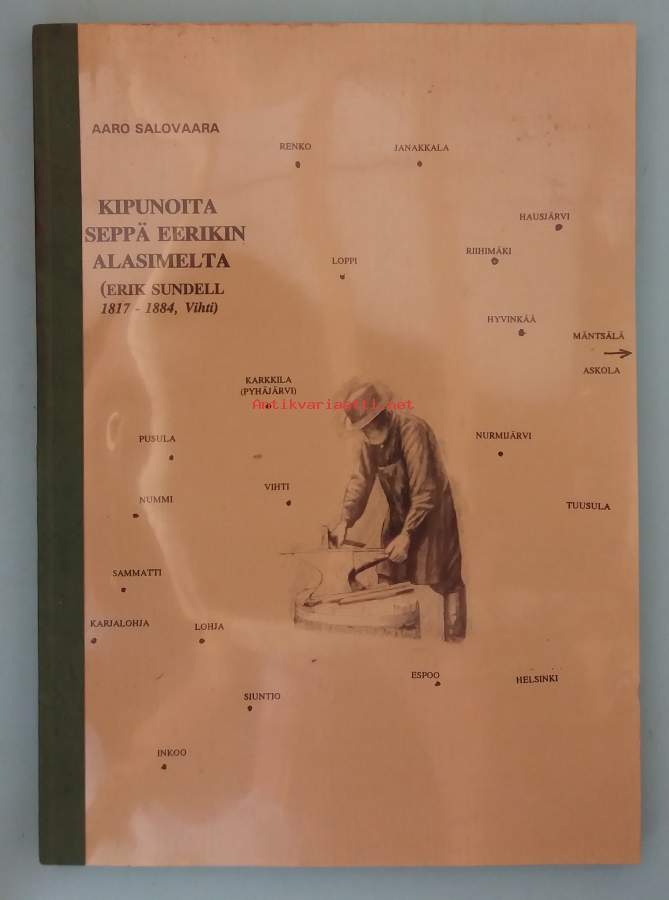 AARO SALOVAARA
RENKO
JANAKKALA
KIPUNOITA
SEPPÄ EERIKIN
ALASIMELTA
(ERIK SUNDELL
1817 - 1884, Vihti)
HAUSJÄRVI
RIIHIMÄKI
LOPPI
HYVINKÄÄ
MÄNTSÄLÄ
ASKOLA
KARKKILA
(PYHÄJÄRVI)
Antikvariaatti.net
PUSULA
NURMIJÄRVI
VIHTI
NUMMI
TUUSULA
SAMMATTI
KARJALOHJA
LOHJA
ESPOO
HELSINKI
SIUNTIO
INKOO